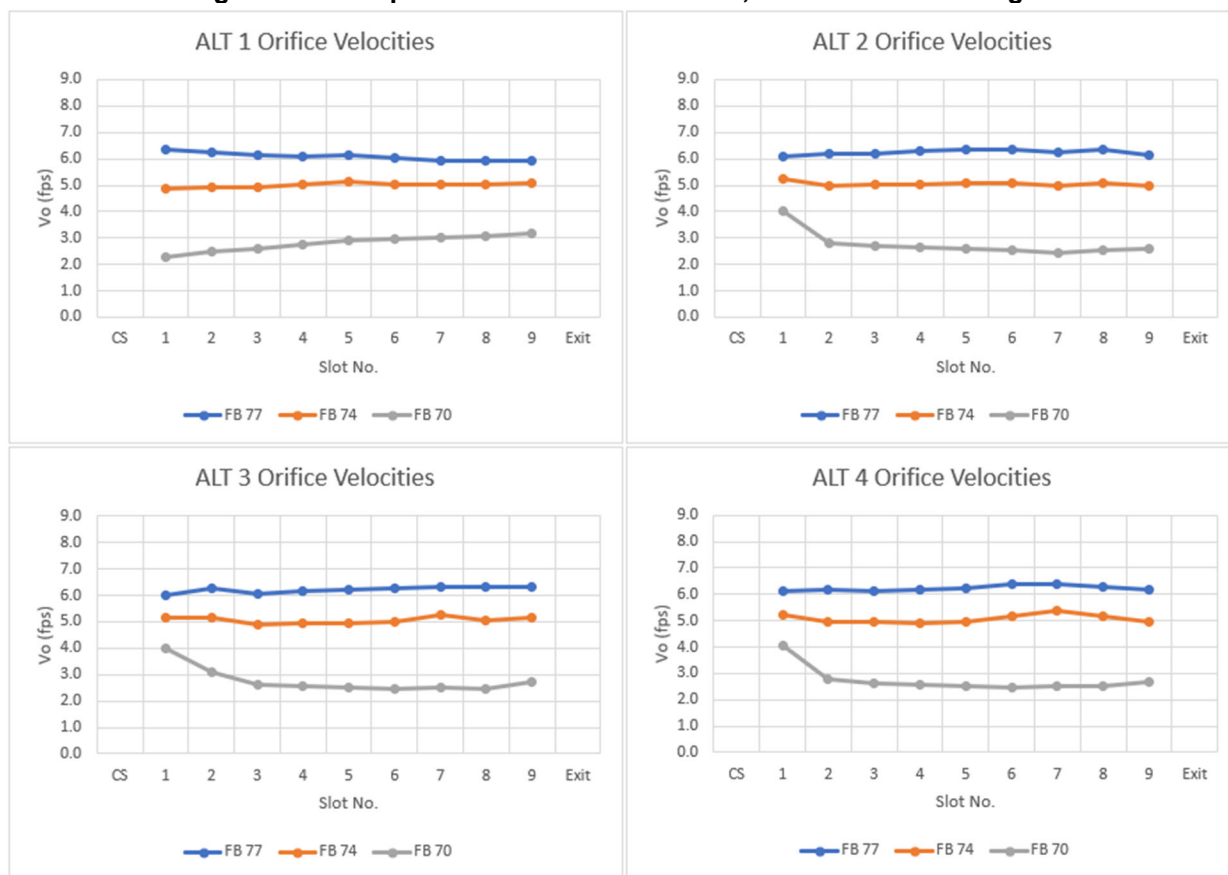 ALT 1 Orifice Velocities
Vo (fps)
9.0
8.0
7.0
6.0
5.0
4.0
3.0
2.0
1.0
0.0
CS 1 2 3 4 5 6 7 8 9 Exit
Slot No.
FB 77 FB 74 FB 70
ALT 2 Orifice Velocities
Vo (fps)
9.0
8.0
7.0
6.0
5.0
4.0
3.0
2.0
1.0
0.0
CS 1 2 3 4 5 6 7 8 9 Exit
Slot No.
FB 77 FB 74 FB 70
ALT 3 Orifice Velocities
Vo (fps)
9.0
8.0
7.0
6.0
5.0
4.0
3.0
2.0
1.0
0.0
CS 1 2 3 4 5 6 7 8 9 Exit
Slot No.
FB 77 FB 74 FB 70
ALT 4 Orifice Velocities
Vo (fps)
9.0
8.0
7.0
6.0
5.0
4.0
3.0
2.0
1.0
0.0
CS 1 2 3 4 5 6 7 8 9 Exit
Slot No.
FB 77 FB 74 FB 70